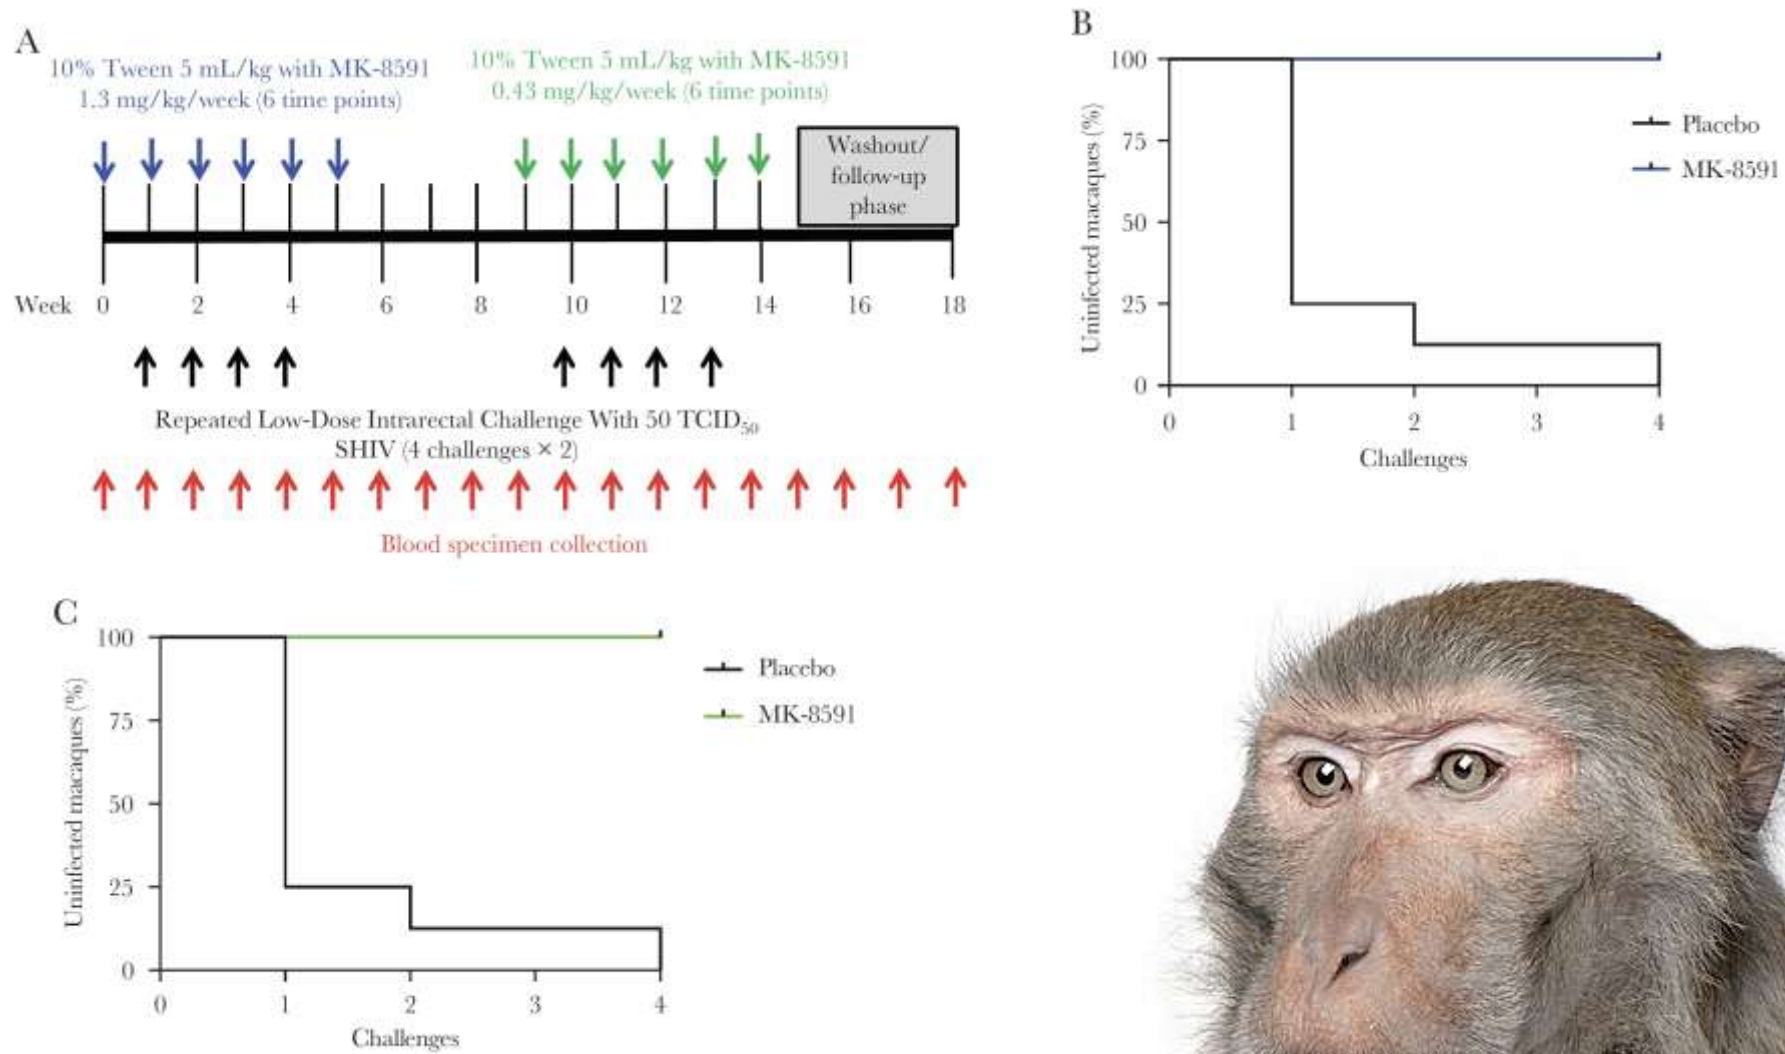 A
10% Tween 5 mL/kg with MK-8591
1.3 mg/kg/week (6 time points)
10% Tween 5 mL/kg with MK-8591
0.43 mg/kg/week (6 time points)
Washout/
follow-up
phase
Week 0 2 4 6 8 10 12 14 16 18
Repeated Low-Dose Intrarectal Challenge With 50 TCID50
SHIV (4 challenges × 2)
Blood specimen collection
B
Uninfected macaques (%)
100
75
50
25
0
0 1 2 3 4
Challenges
Placebo
MK-8591
C
Uninfected macaques (%)
100
75
50
25
0
0 1 2 3 4
Challenges
Placebo
MK-8591